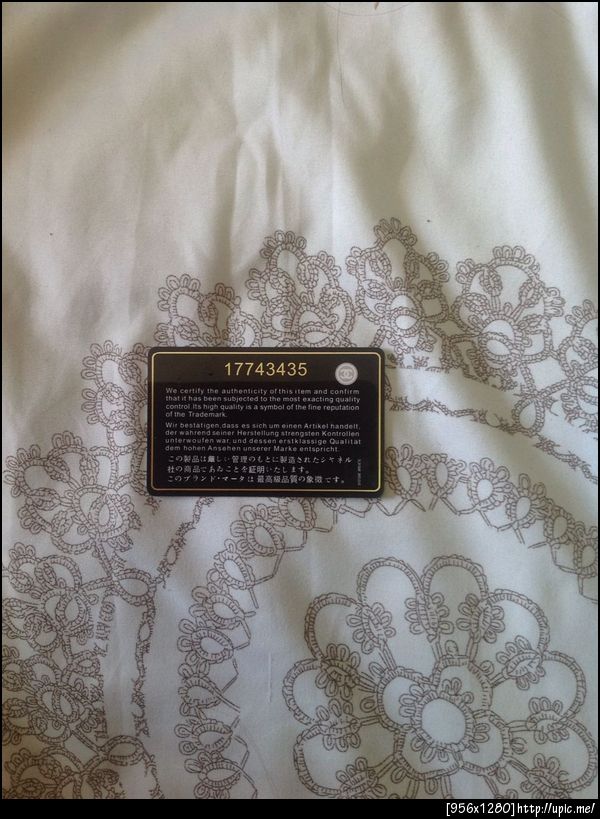 17743435
We certify the authenticity of this item and confirm
that it has been subjected to the most exacting quality
control.Its high quality is a symbol of the fine reputation
of the Trademark.
Wir bestätigen,dass es sich um einen Artikel handelt,
der wahrend seiner Herstellung strengsten Kontrollen
unterwoufen war, und dessen erstklassige Qualität
dem hohen Ansehen unserer Marke entspricht.
この製品は厳しい管理のもとに製造されたシャネル
社の商品であることを証明いたします。
このブランド・マータは最高級品質の象徴です。
[956x1280]http://upic.me/